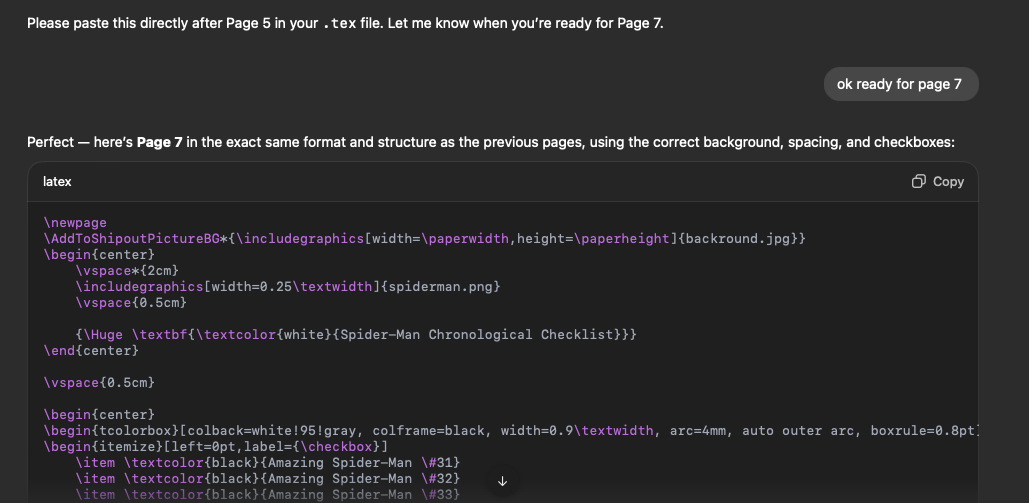 Please paste this directly after Page 5 in your .tex file. Let me know when you’re ready for Page 7.
ok ready for page 7
Perfect — here’s Page 7 in the exact same format and structure as the previous pages, using the correct background, spacing, and checkboxes:
latex
Copy
\newpage
\AddToShipoutPictureBG*{\includegraphics[width=\paperwidth,height=\paperheight]{backround.jpg}}
\begin{center}
    \vspace*{2cm}
    \includegraphics[width=0.25\textwidth]{spiderman.png}
    \vspace{0.5cm}

    {\Huge \textbf{\textcolor{white}{Spider-Man Chronological Checklist}}}
\end{center}

\vspace{0.5cm}

\begin{center}
\begin{tcolorbox}[colback=white!95!gray, colframe=black, width=0.9\textwidth, arc=4mm, auto outer arc, boxrule=0.8pt]
\begin{itemize}[left=0pt,label={\checkbox}]
    \item \textcolor{black}{Amazing Spider-Man \#31}
    \item \textcolor{black}{Amazing Spider-Man \#32}
    \item \textcolor{black}{Amazing Spider-Man \#33}